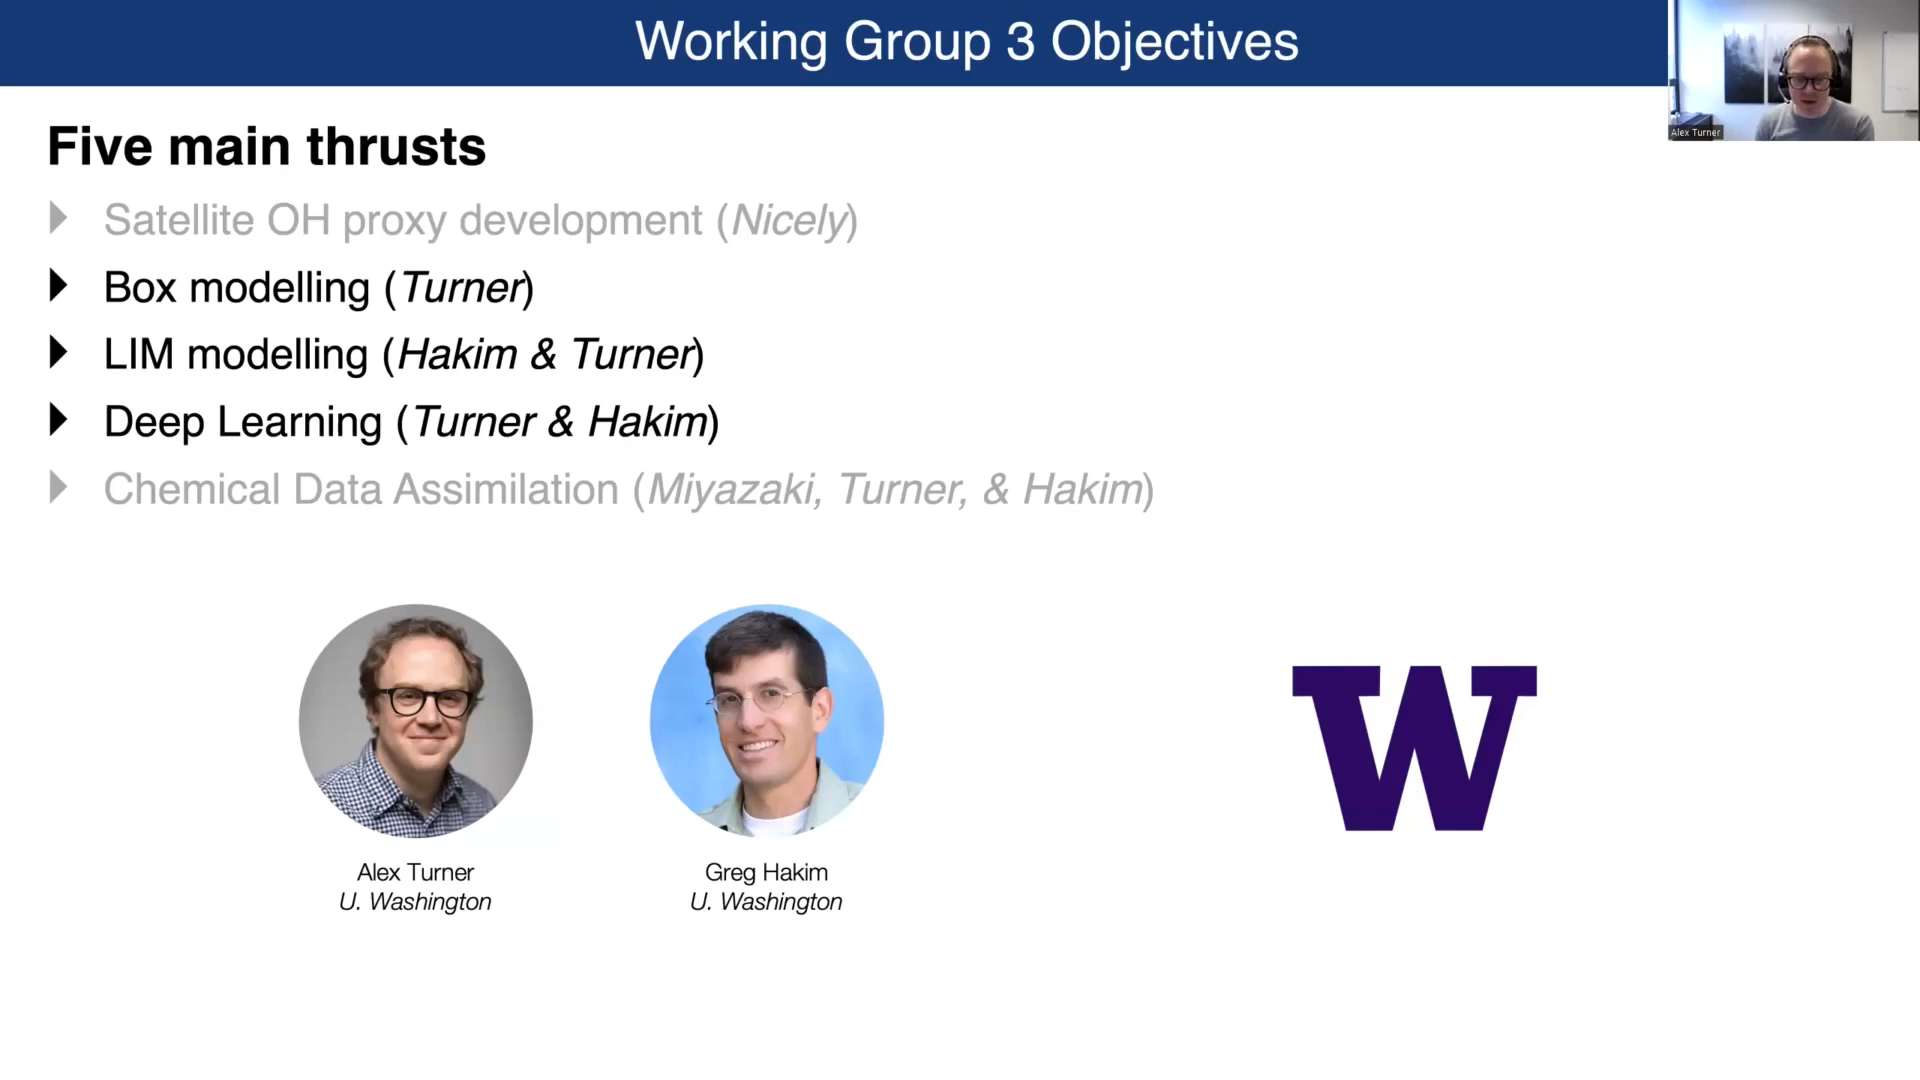 Working Group 3 Objectives
Alex Turner
Five main thrusts
Satellite OH proxy development (Nicely)
Box modelling (Turner)
LIM modelling (Hakim & Turner)
Deep Learning (Turner & Hakim)
Chemical Data Assimilation (Miyazaki, Turner, & Hakim)
W
Alex Turner
U. Washington
Greg Hakim
U. Washington